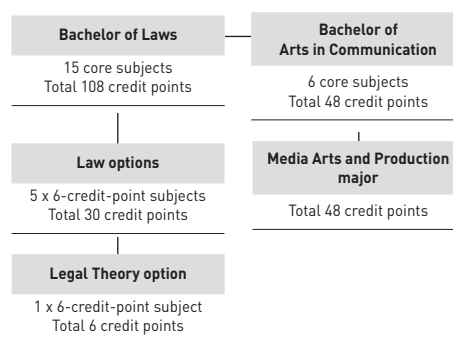 Bachelor of Laws
15 core subjects
Total 108 credit points
Law options
5 x 6-credit-point subjects
Total 30 credit points
Legal Theory option
1 x 6-credit-point subject
Total 6 credit points
Bachelor of
Arts in Communication
6 core subjects
Total 48 credit points
Media Arts and Production
major
Total 48 credit points